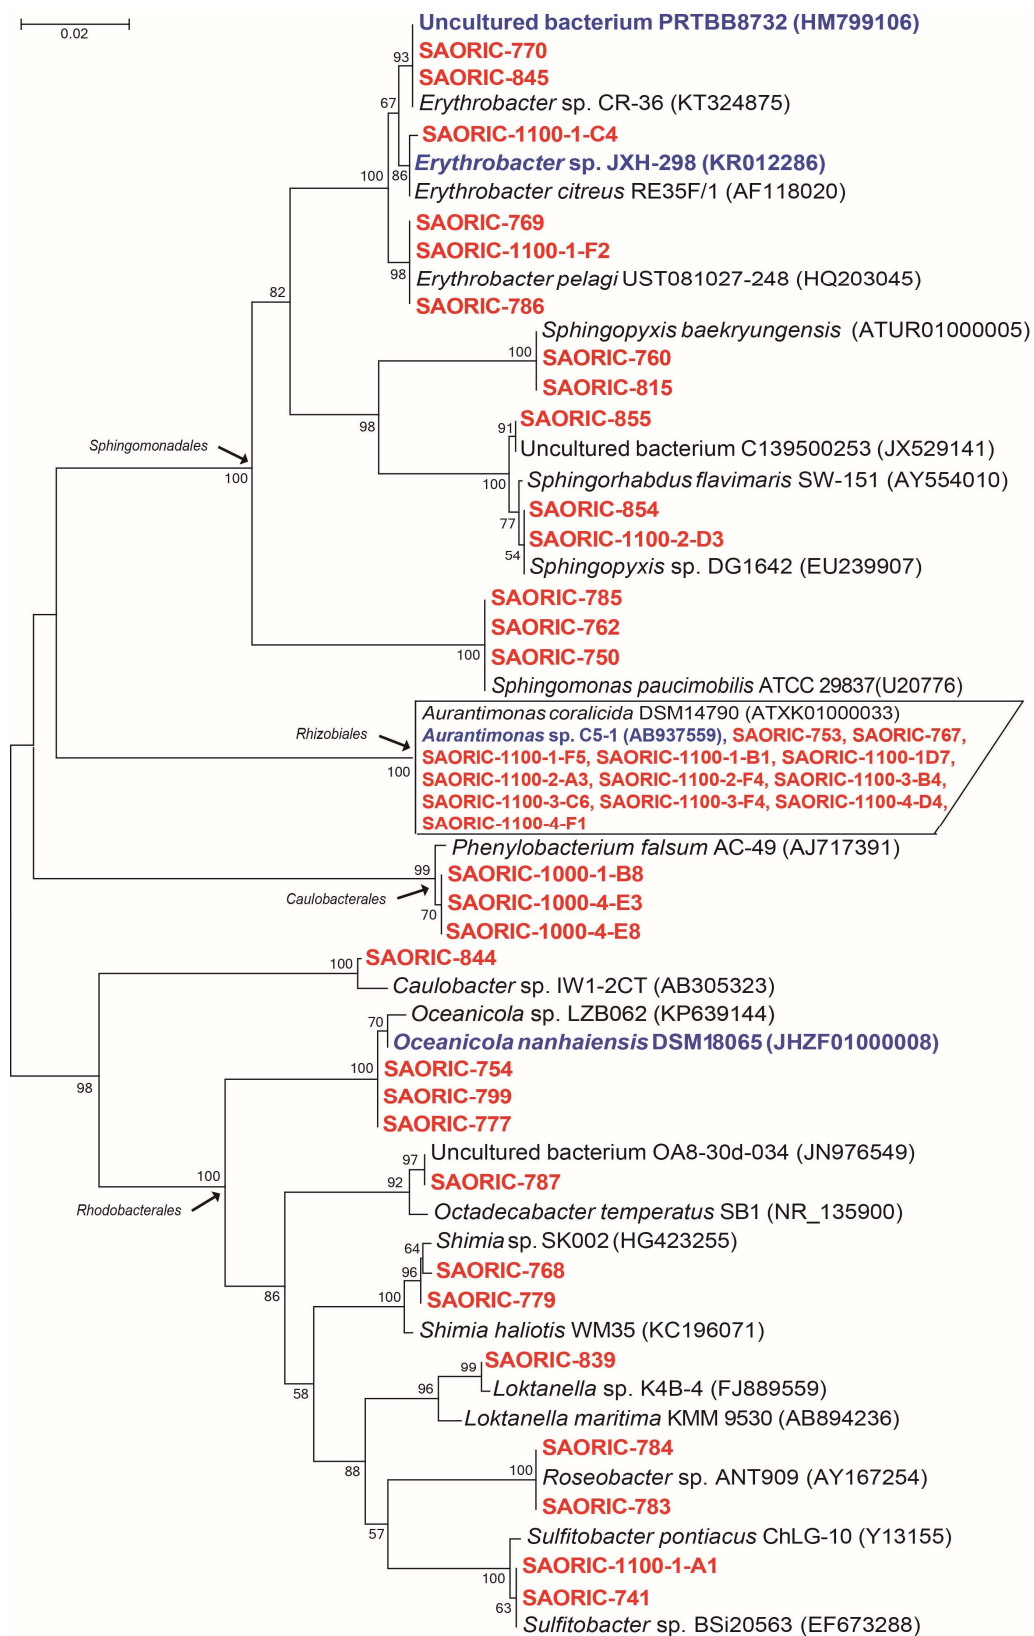 0.02
Uncultured bacterium PRTBB8732 (HM799106)
93
SAORIC-770
SAORIC-845
67
Erythrobacter sp. CR-36 (KT324875)
SAORIC-1100-1-C4
Erythrobacter sp. JXH-298 (KR012286)
100
86
Erythrobacter citreus RE35F/1 (AF118020)
SAORIC-769
SAORIC-1100-1-F2
98
Erythrobacter pelagi UST081027-248 (HQ203045)
82
SAORIC-786
Sphingopyxis baekryungensis (ATUR01000005)
100
SAORIC-760
SAORIC-815
98
SAORIC-855
91
Sphingomonadales
Uncultured bacterium C139500253 (JX529141)
100
100
Sphingorhabdus flavimaris SW-151 (AY554010)
SAORIC-854
77
SAORIC-1100-2-D3
54
Sphingopyxis sp. DG1642 (EU239907)
SAORIC-785
SAORIC-762
100
SAORIC-750
Sphingomonas paucimobilis ATCC 29837(U20776)
Aurantimonas coralicida DSM14790 (ATXK01000033)
Rhizobiales
Aurantimonas sp. C5-1 (AB937559), SAORIC-753, SAORIC-767,
SAORIC-1100-1-F5, SAORIC-1100-1-B1, SAORIC-1100-1D7,
100
SAORIC-1100-2-A3, SAORIC-1100-2-F4, SAORIC-1100-3-B4,
SAORIC-1100-3-C6, SAORIC-1100-3-F4, SAORIC-1100-4-D4,
SAORIC-1100-4-F1
Phenylobacterium falsum AC-49 (AJ717391)
99
SAORIC-1000-1-B8
Caulobacterales
SAORIC-1000-4-E3
70
SAORIC-1000-4-E8
SAORIC-844
100
Caulobacter sp. IW1-2CT (AB305323)
Oceanicola sp. LZB062 (KP639144)
70
Oceanicola nanhaiensis DSM18065 (JHZF01000008)
100
SAORIC-754
98
SAORIC-799
SAORIC-777
Uncultured bacterium OA8-30d-034 (JN976549)
97
100
92
SAORIC-787
Rhodobacterales
Octadecabacter temperatus SB1 (NR_135900)
Shimia sp. SK002 (HG423255)
64
96
SAORIC-768
86
100
SAORIC-779
Shimia haliotis WM35 (KC196071)
SAORIC-839
99
58
96
Loktanella sp. K4B-4 (FJ889559)
Loktanella maritima KMM 9530 (AB894236)
SAORIC-784
88
100
Roseobacter sp. ANT909 (AY167254)
SAORIC-783
57
Sulfitobacter pontiacus ChLG-10 (Y13155)
SAORIC-1100-1-A1
100
SAORIC-741
63
Sulfitobacter sp. BSi20563 (EF673288)